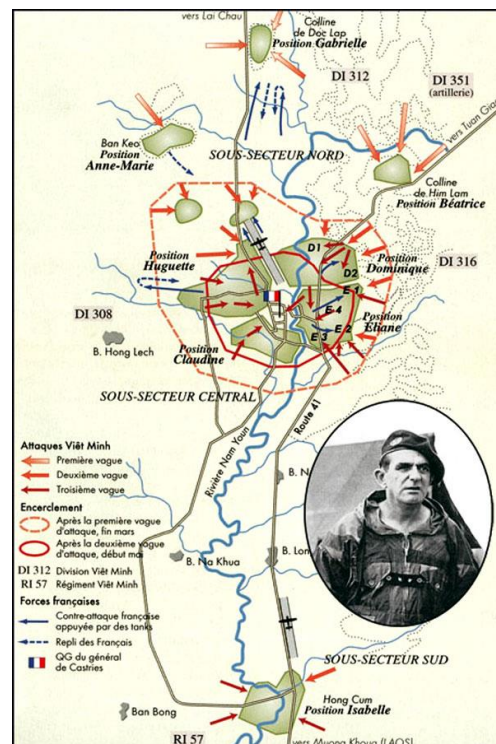 vers Lai Chau
Colline
de Doc Lap
Position Gabrielle
DI 312
DI 351
(artillerie)
vers Tuan Gia
Ban Keo
Position
Anne-Marie
SOUS-SECTEUR NORD
Colline
de Him Lam
Position Béatrice
Position
Huguette
D1
D2
Position
Dominique
DI 316
E 1
E 4
Position
Éliane
E 2
E 3
DI 308
B. Hong Lech
Position
Claudine
SOUS-SECTEUR CENTRAL
Route 41
Rivière Nam Youn
Attaques Viêt Minh
Première vague
Deuxième vague
Troisième vague
Encerclement
Après la première vague
d'attaque, fin mars
Après la deuxième vague
d'attaque, début mai
DI 312 Division Viêt Minh
RI 57 Régiment Viêt Minh
Forces françaises
Contre-attaque française
appuyée par des tanks
Repli des Français
QG du général
de Castries
B. Na Khua
SOUS-SECTEUR SUD
Hong Cum
Position Isabelle
Ban Bong
RI 57
vers Muong Khoua (LAOS)